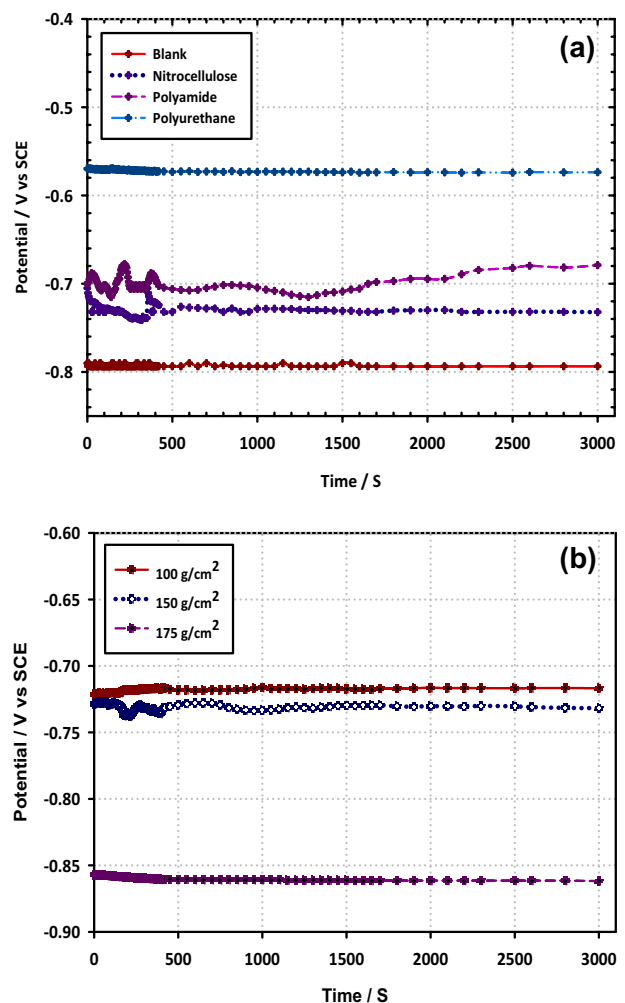 (a)
Blank
Nitrocellulose
Polyamide
Polyurethane
-0.4
-0.5
-0.6
-0.7
-0.8
Potential / V vs SCE
0 500 1000 1500 2000 2500 3000
Time / S
(b)
100 g/cm²
150 g/cm²
175 g/cm²
-0.60
-0.65
-0.70
-0.75
-0.80
-0.85
-0.90
Potential / V vs SCE
0 500 1000 1500 2000 2500 3000
Time / S